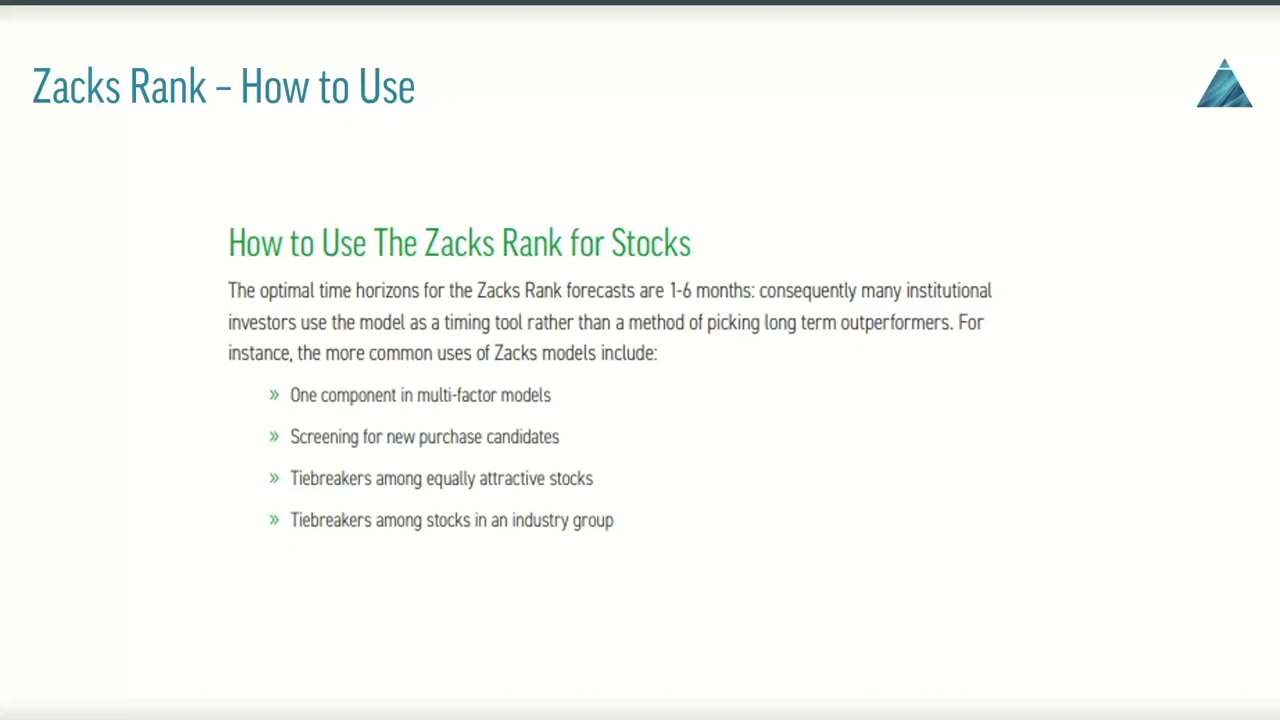 Zacks Rank – How to Use
How to Use The Zacks Rank for Stocks
The optimal time horizons for the Zacks Rank forecasts are 1-6 months: consequently many institutional
investors use the model as a timing tool rather than a method of picking long term outperformers. For
instance, the more common uses of Zacks models include:
» One component in multi-factor models
» Screening for new purchase candidates
» Tiebreakers among equally attractive stocks
» Tiebreakers among stocks in an industry group